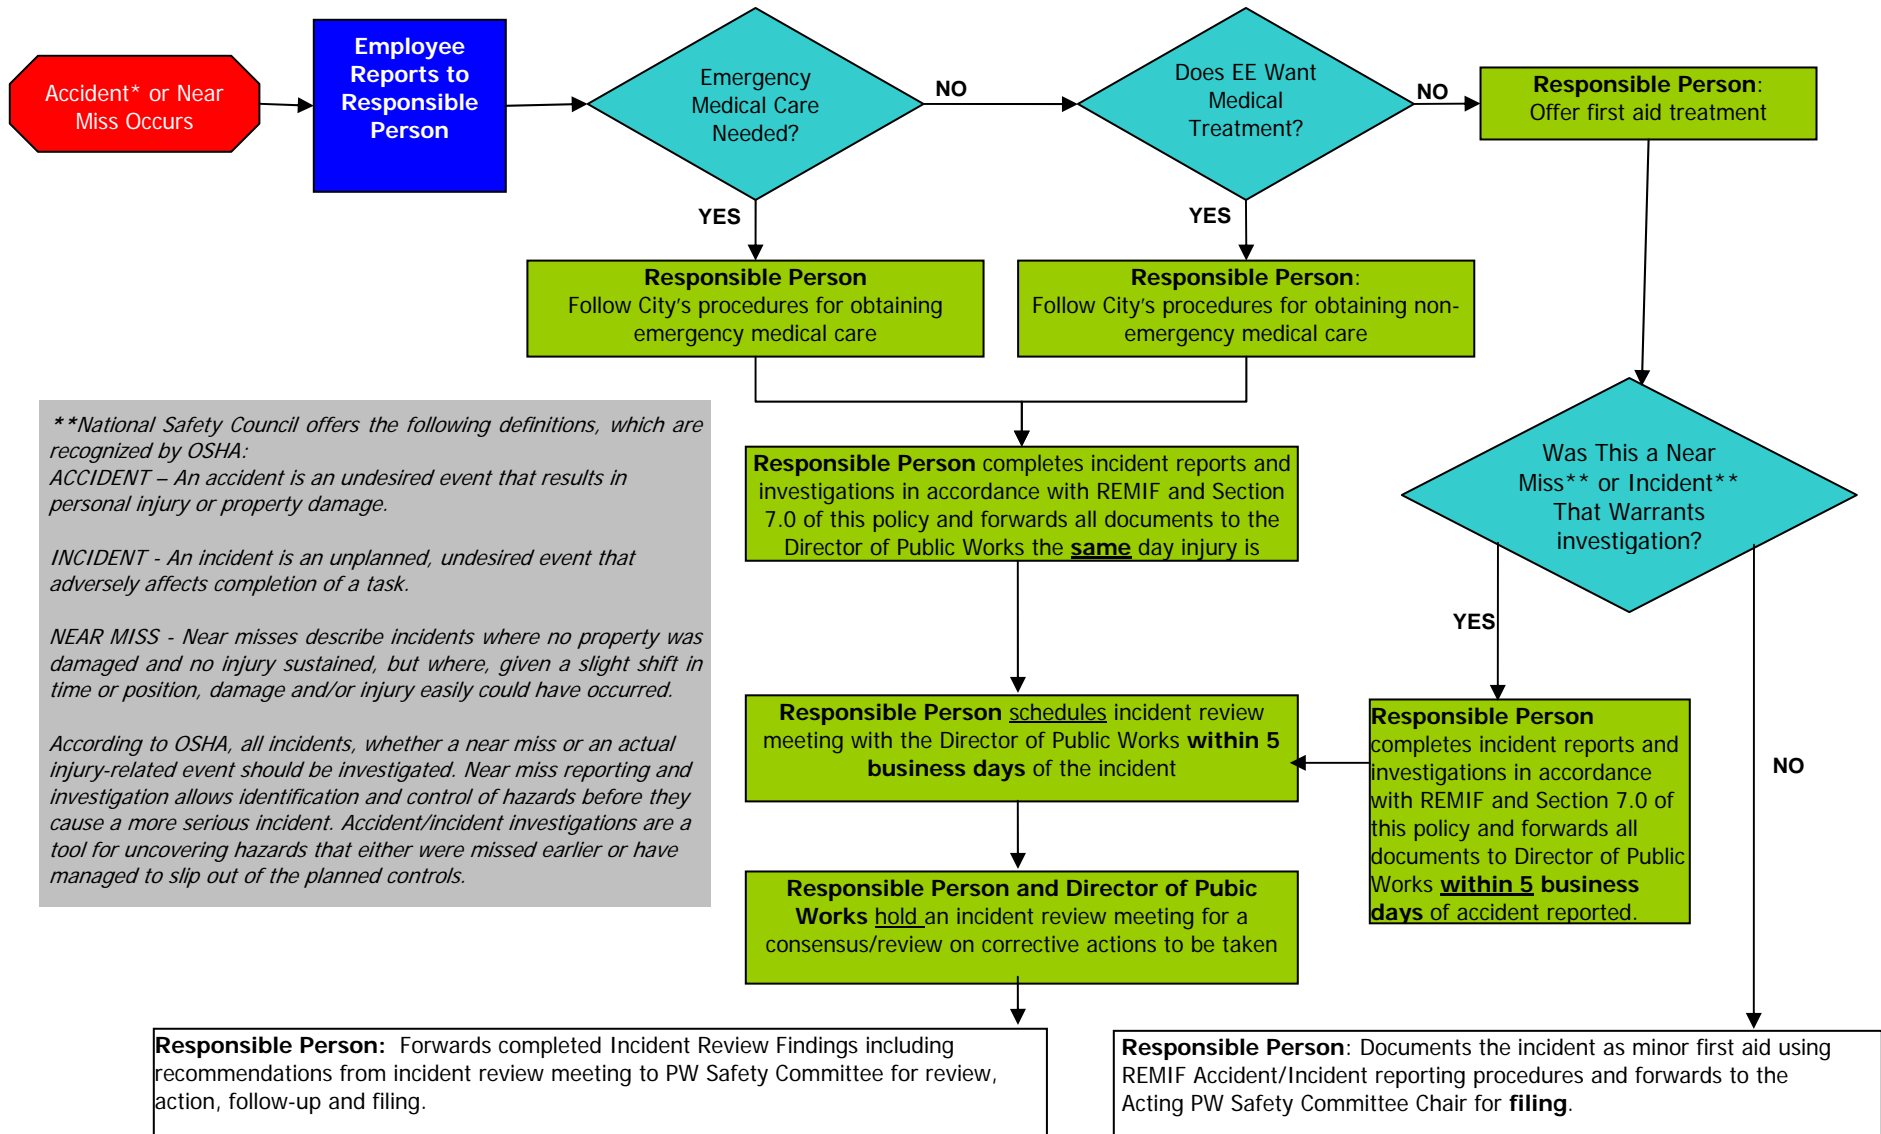 Accident* or Near
Miss Occurs
Employee
Reports to
Responsible
Person
Emergency
Medical Care
Needed?
NO
Does EE Want
Medical
Treatment?
NO
Responsible Person:
Offer first aid treatment
YES
YES
Responsible Person
Follow City's procedures for obtaining
emergency medical care
Responsible Person:
Follow City's procedures for obtaining non-
emergency medical care
**National Safety Council offers the following definitions, which are
recognized by OSHA:
ACCIDENT – An accident is an undesired event that results in
personal injury or property damage.
INCIDENT - An incident is an unplanned, undesired event that
adversely affects completion of a task.
NEAR MISS - Near misses describe incidents where no property was
damaged and no injury sustained, but where, given a slight shift in
time or position, damage and/or injury easily could have occurred.
According to OSHA, all incidents, whether a near miss or an actual
injury-related event should be investigated. Near miss reporting and
investigation allows identification and control of hazards before they
cause a more serious incident. Accident/incident investigations are a
tool for uncovering hazards that either were missed earlier or have
managed to slip out of the planned controls.
Responsible Person completes incident reports and
investigations in accordance with REMIF and Section
7.0 of this policy and forwards all documents to the
Director of Public Works the same day injury is
Was This a Near
Miss** or Incident**
That Warrants
investigation?
YES
NO
Responsible Person schedules incident review
meeting with the Director of Public Works within 5
business days of the incident
Responsible Person
completes incident reports and
investigations in accordance
with REMIF and Section 7.0 of
this policy and forwards all
documents to Director of Public
Works within 5 business
days of accident reported.
Responsible Person and Director of Pubic
Works hold an incident review meeting for a
consensus/review on corrective actions to be taken
Responsible Person: Forwards completed Incident Review Findings including
recommendations from incident review meeting to PW Safety Committee for review,
action, follow-up and filing.
Responsible Person: Documents the incident as minor first aid using
REMIF Accident/Incident reporting procedures and forwards to the
Acting PW Safety Committee Chair for filing.